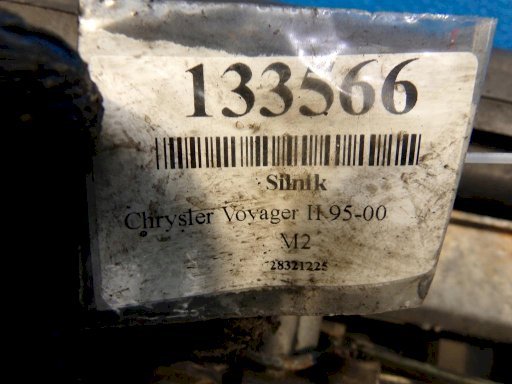 133566
Silnik
Chrysler Voyager II 95-00
M2
28321225